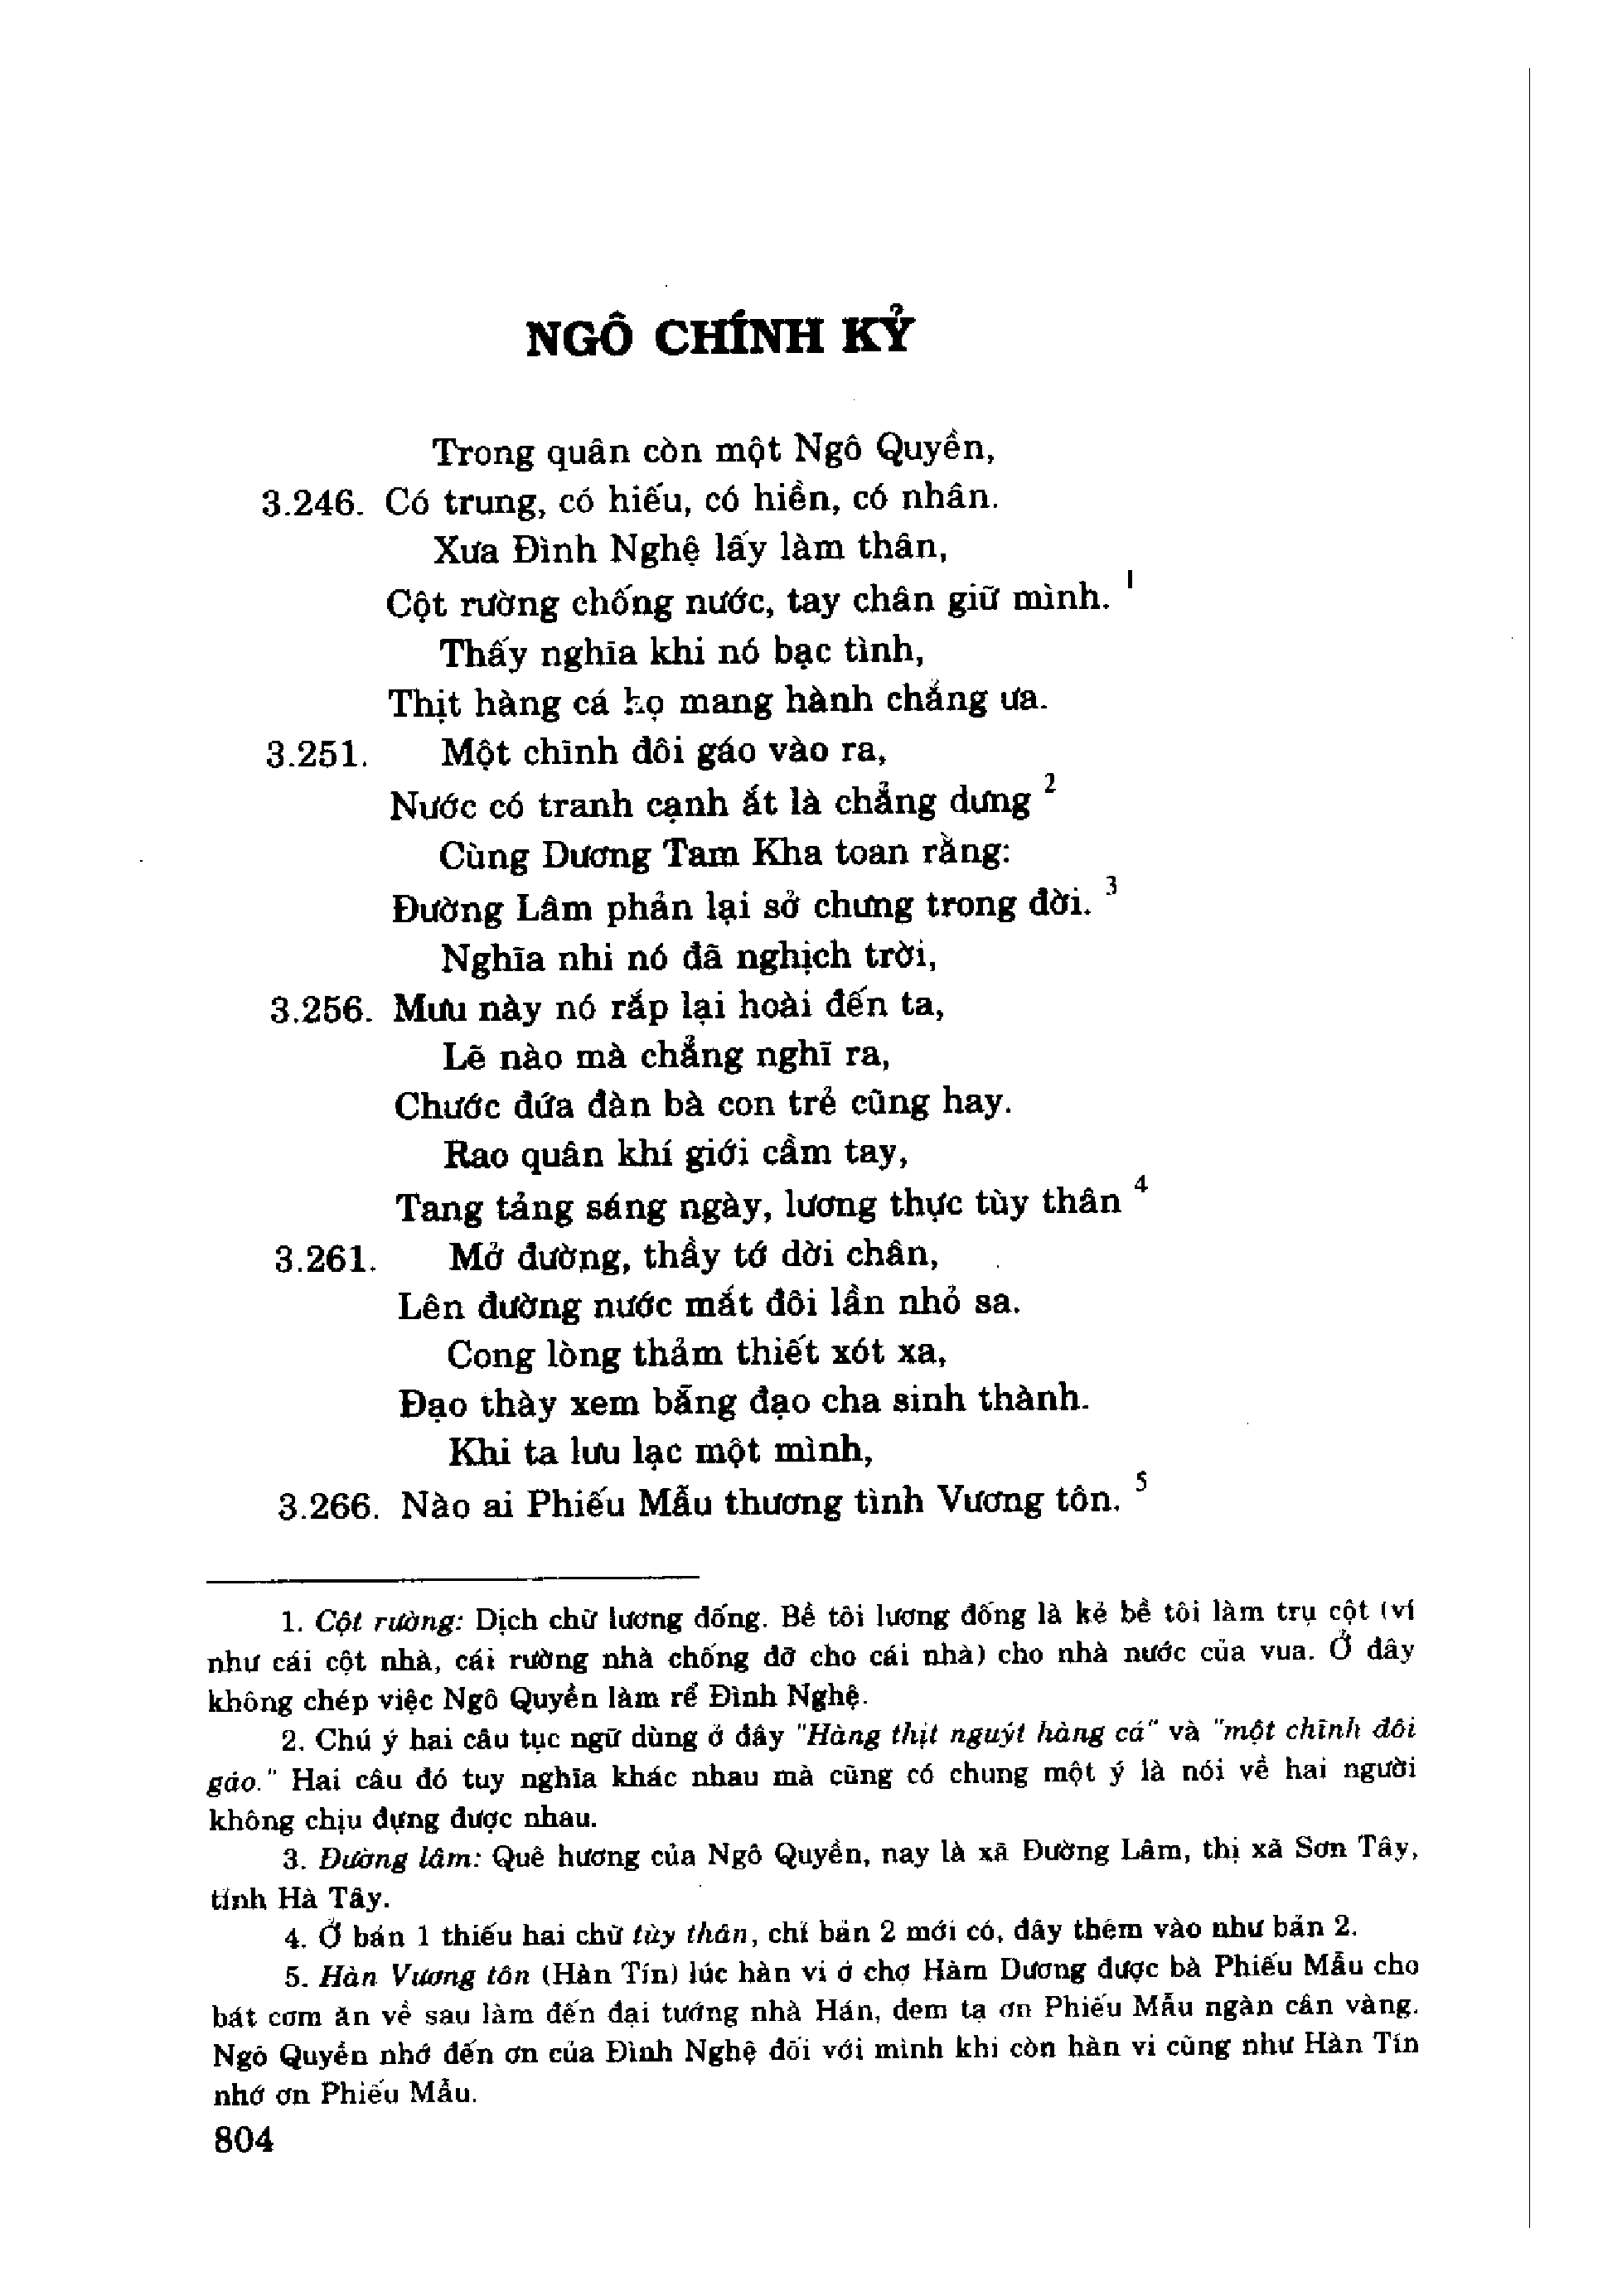 NGÔ CHÍNH KỶ
Trong quân còn một Ngô Quyền,
3.246. Có trung, có hiếu, có hiền, có nhân.
Xưa Đình Nghệ lấy làm thân,
Cột rường chống nước, tay chân giữ mình. 1
Thấy nghĩa khi nó bạc tình,
Thịt hàng cá họ mang hành chẳng ưa.
3.251. Một chĩnh đôi gáo vào ra,
Nước có tranh cạnh ắt là chẳng dưng 2
Cùng Dương Tam Kha toan rằng:
Đường Lâm phản lại sở chưng trong đời. 3
Nghĩa nhi nó đã nghịch trời,
3.256. Mưu này nó rắp lại hoài đến ta,
Lẽ nào mà chẳng nghĩ ra,
Chước đứa đàn bà con trẻ cũng hay.
Rao quân khí giới cầm tay,
Tang tảng sáng ngày, lương thực tùy thân 4
3.261. Mở đường, thầy tớ dời chân,
Lên đường nước mắt đôi lần nhỏ sa.
Cong lòng thảm thiết xót xa,
Đạo thày xem bằng đạo cha sinh thành.
Khi ta lưu lạc một mình,
3.266. Nào ai Phiếu Mẫu thương tình Vương tôn. 5
1. Cột rường: Dịch chữ lương đống. Bề tôi lương đống là kẻ bề tôi làm trụ cột (ví
như cái cột nhà, cái rường nhà chống đỡ cho cái nhà) cho nhà nước của vua. Ở đây
không chép việc Ngô Quyền làm rể Đình Nghệ.
2. Chú ý hai câu tục ngữ dùng ở đây "Hàng thịt nguýt hàng cá" và "một chĩnh đôi
gáo." Hai câu đó tuy nghĩa khác nhau mà cũng có chung một ý là nói về hai người
không chịu đựng được nhau.
3. Đường lâm: Quê hương của Ngô Quyền, nay là xã Đường Lâm, thị xã Sơn Tây,
tỉnh Hà Tây.
4. Ở bản 1 thiếu hai chữ tùy thân, chỉ bản 2 mới có, đây thêm vào như bản 2.
5. Hàn Vương tôn (Hàn Tín) lúc hàn vi ở chợ Hàm Dương được bà Phiếu Mẫu cho
bát cơm ăn về sau làm đến đại tướng nhà Hán, đem tạ ơn Phiếu Mẫu ngàn cân vàng.
Ngô Quyền nhớ đến ơn của Đình Nghệ đối với mình khi còn hàn vi cũng như Hàn Tín
nhớ ơn Phiếu Mẫu.
804